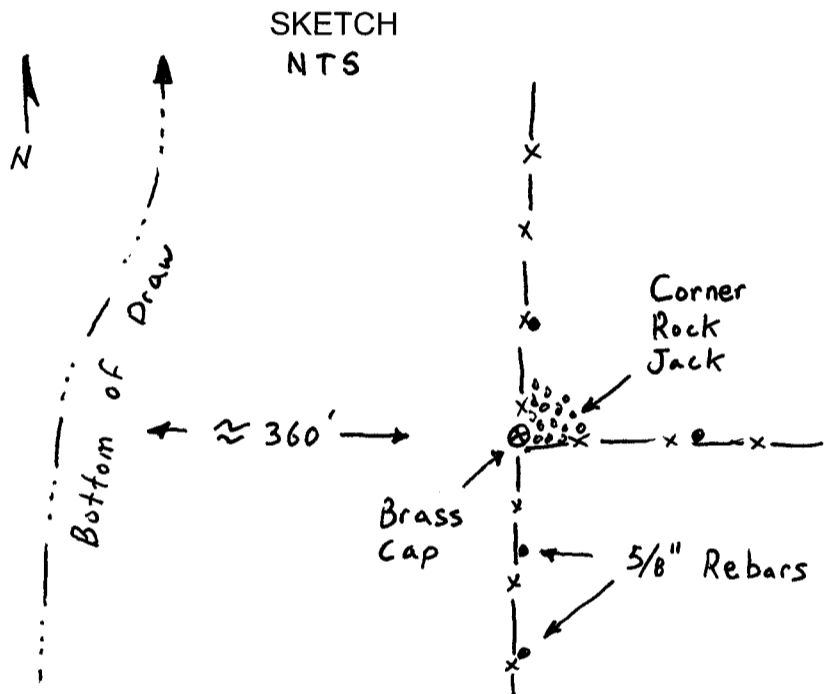 SKETCH
NTS
N
Bottom of Draw
≈ 360'
Corner
Rock
Jack
Brass
Cap
5/8" Rebars